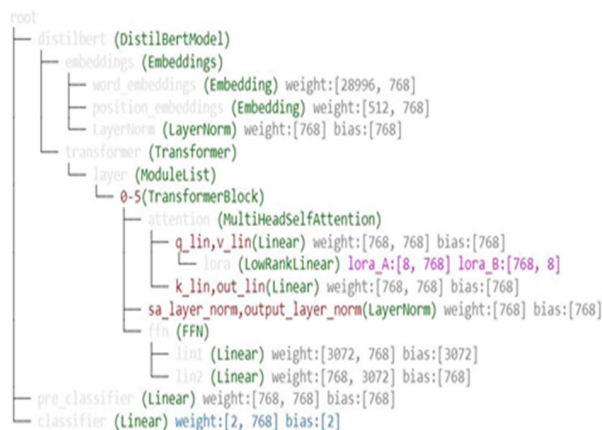 root
distilbert (DistilBertModel)
embeddings (Embeddings)
word_embeddings (Embedding) weight:[28996, 768]
position_embeddings (Embedding) weight:[512, 768]
LayerNorm (LayerNorm) weight:[768] bias:[768]
transformer (Transformer)
layer (ModuleList)
0-5(TransformerBlock)
attention (MultiHeadSelfAttention)
q_lin,v_lin(Linear) weight:[768, 768] bias:[768]
lora (LowRankLinear) lora_A:[8, 768] lora_B:[768, 8]
k_lin,out_lin(Linear) weight:[768, 768] bias:[768]
sa_layer_norm,output_layer_norm(LayerNorm) weight:[768] bias:[768]
ffn (FFN)
lin1 (Linear) weight:[3072, 768] bias:[3072]
lin2 (Linear) weight:[768, 3072] bias:[768]
pre_classifier (Linear) weight:[768, 768] bias:[768]
classifier (Linear) weight:[2, 768] bias:[2]